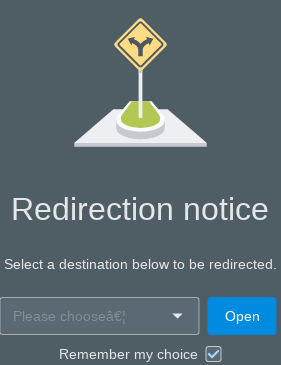 Redirection notice
Select a destination below to be redirected.
Please chooseâ€¦
Open
Remember my choice